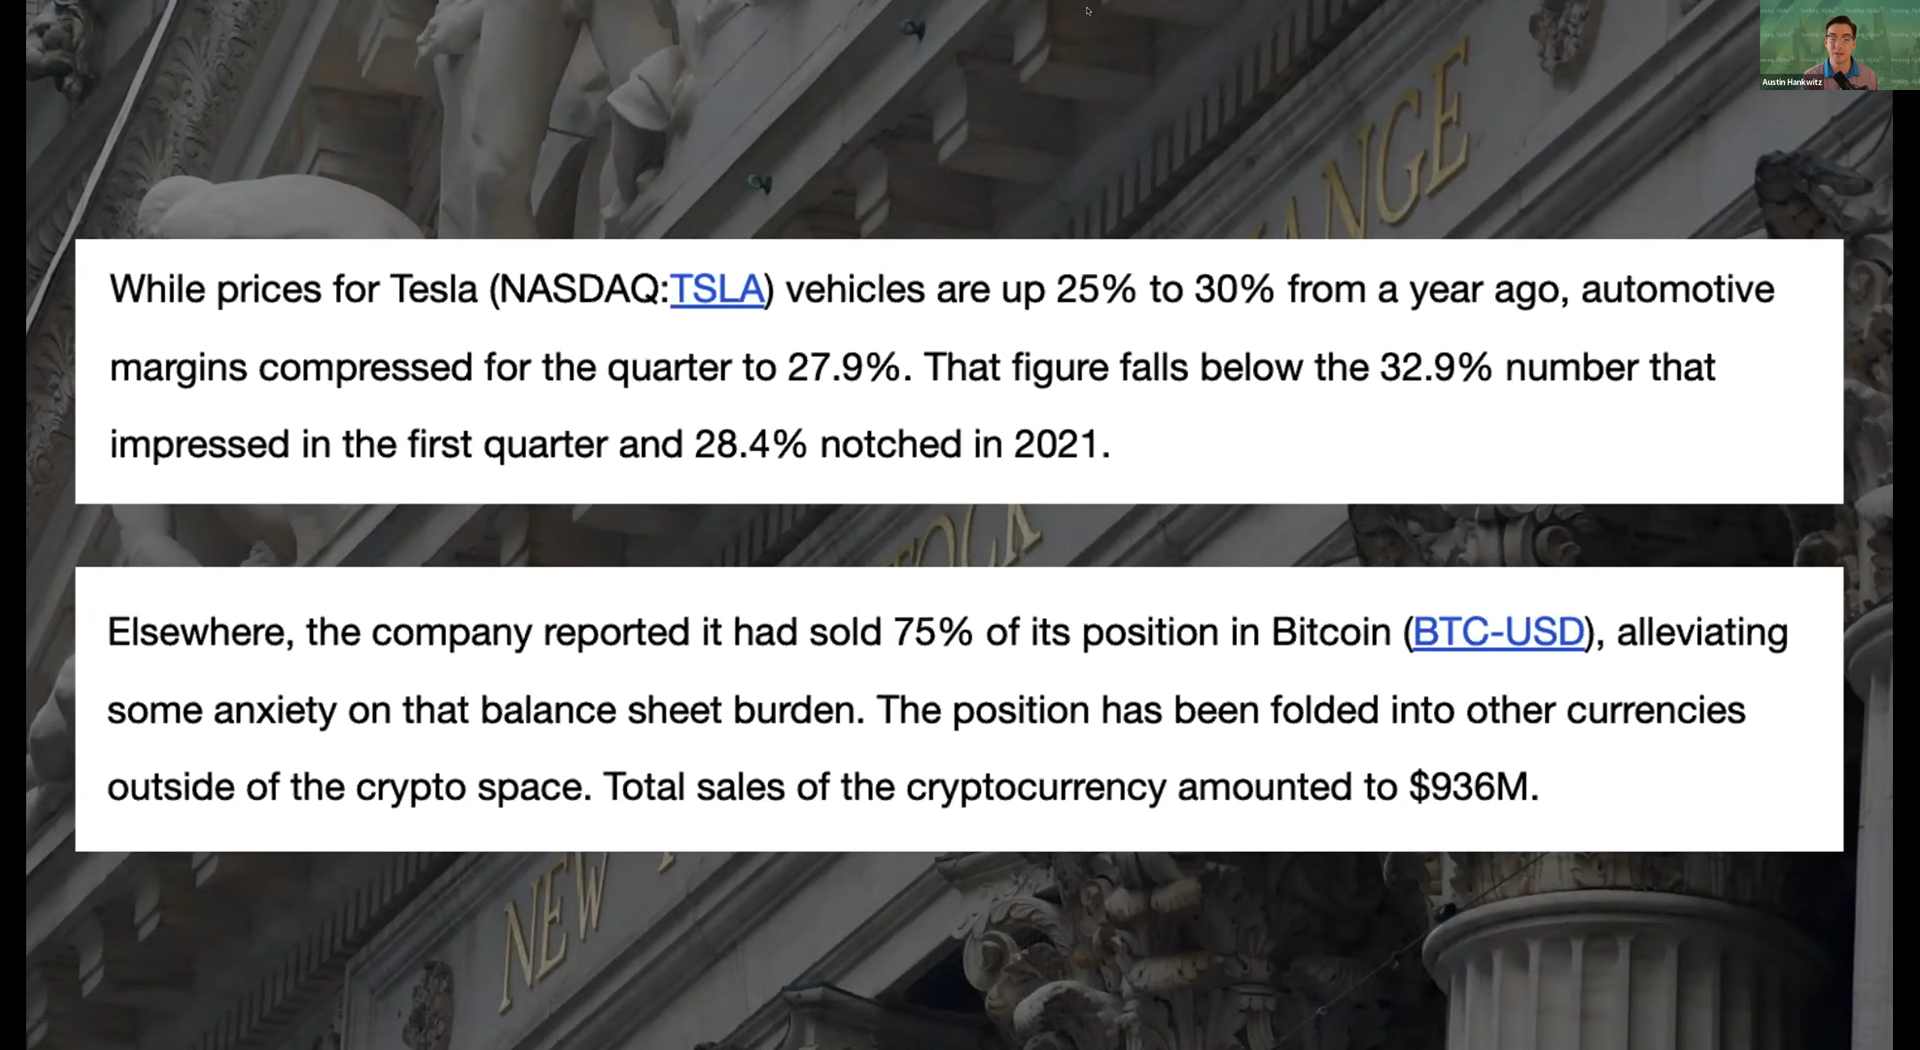 Austin Hankwitz
ANGE
While prices for Tesla (NASDAQ:TSLA) vehicles are up 25% to 30% from a year ago, automotive
margins compressed for the quarter to 27.9%. That figure falls below the 32.9% number that
impressed in the first quarter and 28.4% notched in 2021.
TOCK
Elsewhere, the company reported it had sold 75% of its position in Bitcoin (BTC-USD), alleviating
some anxiety on that balance sheet burden. The position has been folded into other currencies
outside of the crypto space. Total sales of the cryptocurrency amounted to $936M.
NEW